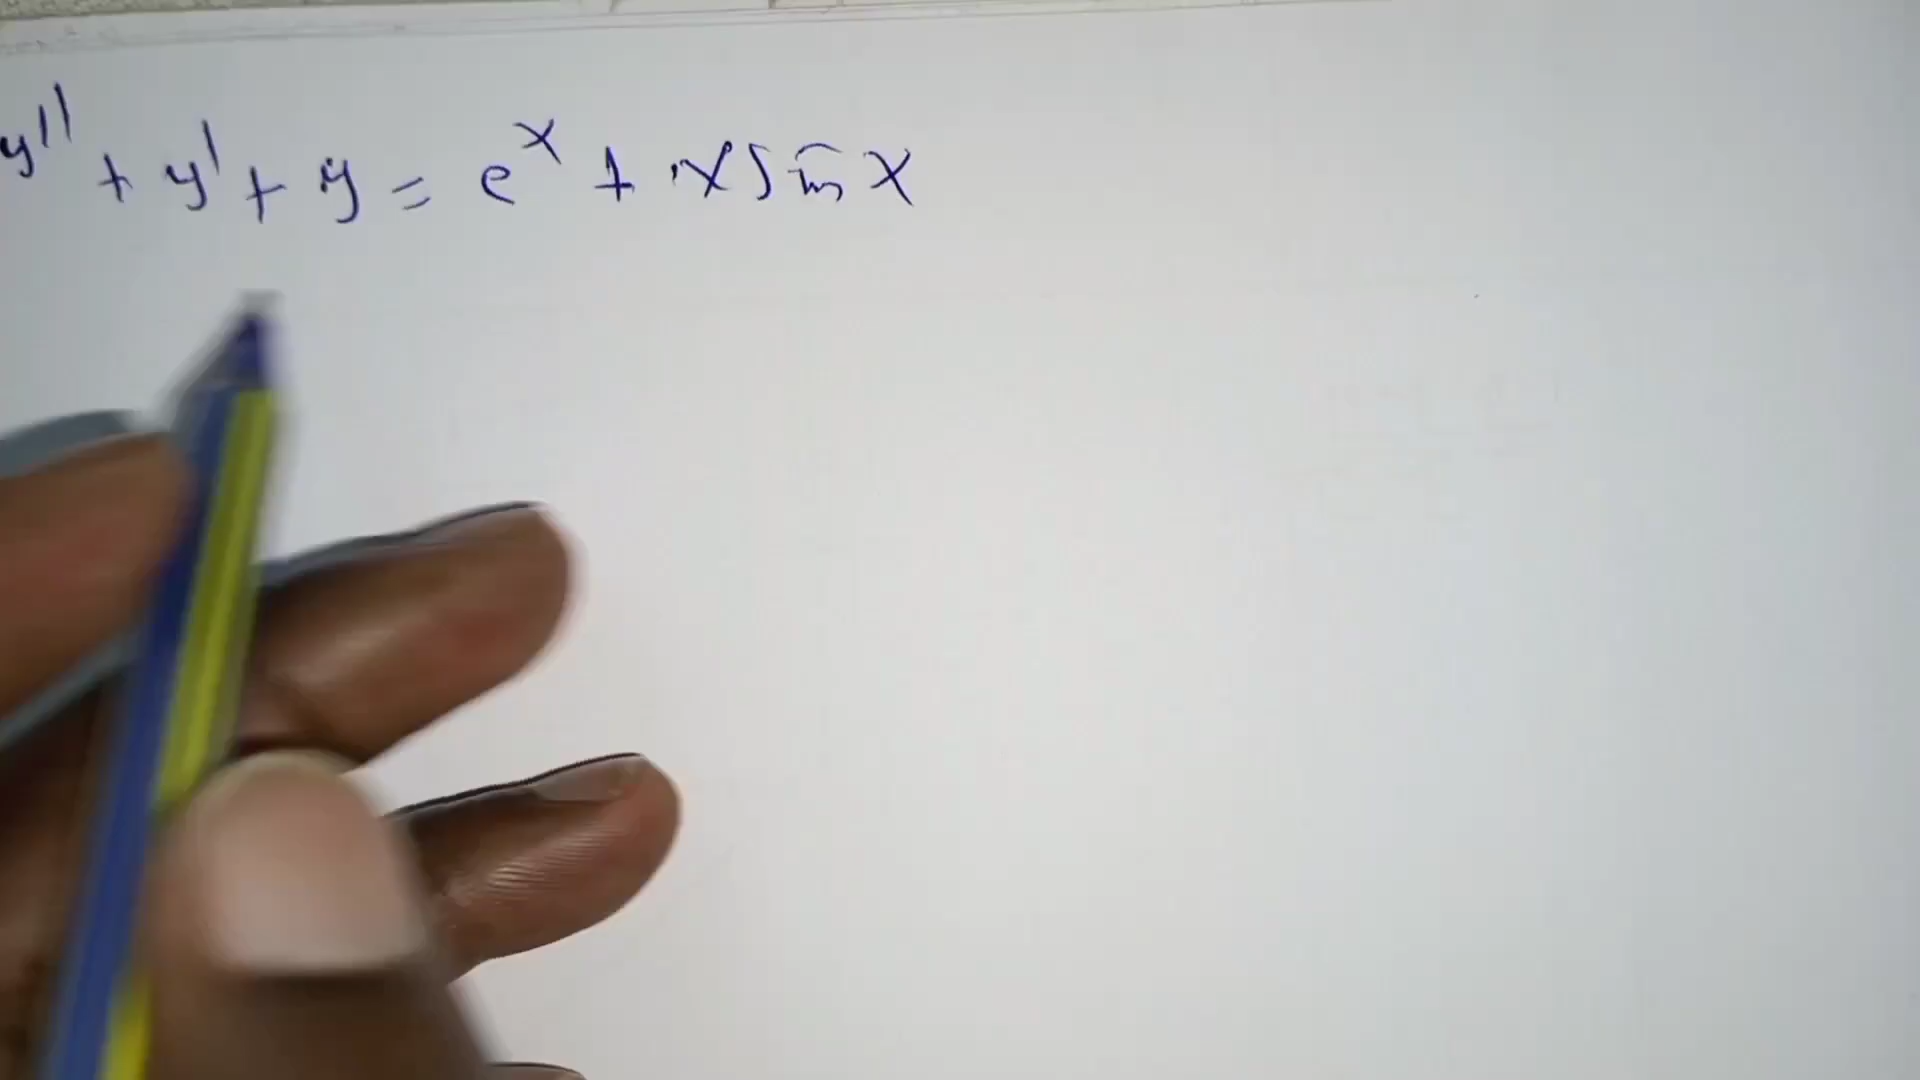 y'' + y' + y = e^x + x sin x